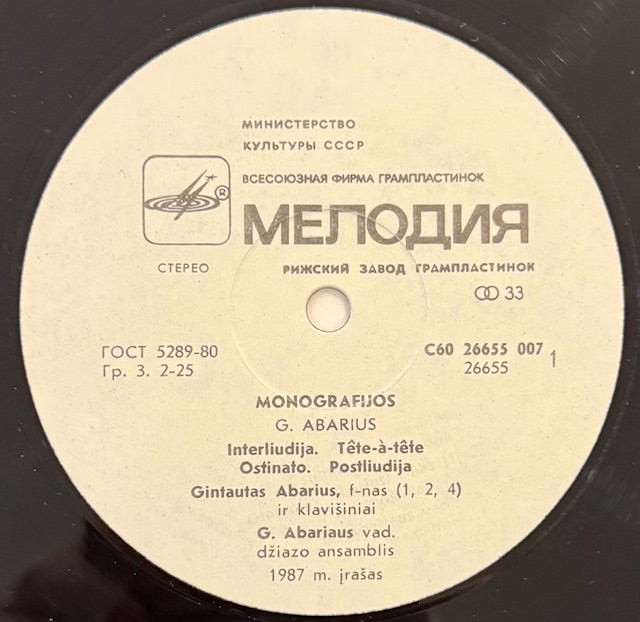 МИНИСТЕРСТВО
КУЛЬТУРЫ СССР
ВСЕСОЮЗНАЯ ФИРМА ГРАМПЛАСТИНОК
®
МЕЛОДИЯ
СТЕРЕО
РИЖСКИЙ ЗАВОД ГРАМПЛАСТИНОК
33
ГОСТ 5289-80
Гр. 3. 2-25
С60 26655 007
26655
1
MONOGRAFIJOS
G. ABARIUS
Interliudija. Tête-à-tête
Ostinato. Postliudija
Gintautas Abarius, f-nas (1, 2, 4)
ir klavišiniai
G. Abariaus vad.
džiazo ansamblis
1987 m. įrašas